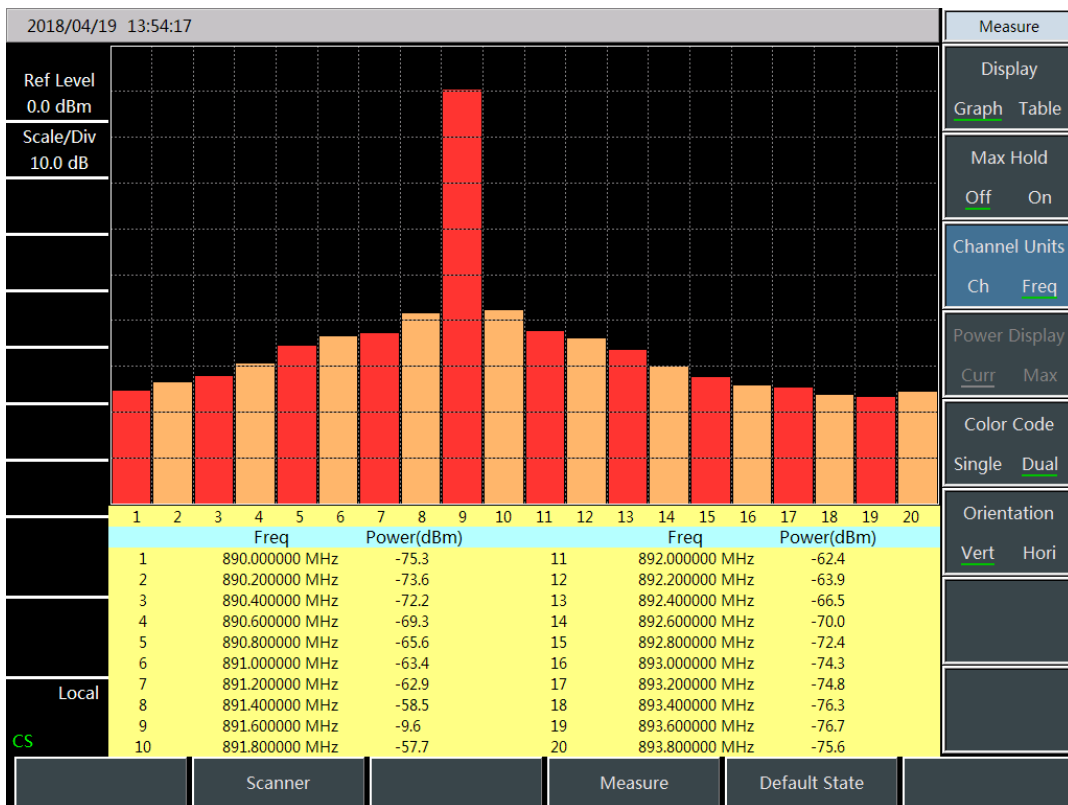 2018/04/19 13:54:17
Measure
Ref Level
0.0 dBm
Scale/Div
10.0 dB
Local
CS
1 2 3 4 5 6 7 8 9 10 11 12 13 14 15 16 17 18 19 20
Freq Power(dBm) Freq Power(dBm)
1 890.000000 MHz -75.3 11 892.000000 MHz -62.4
2 890.200000 MHz -73.6 12 892.200000 MHz -63.9
3 890.400000 MHz -72.2 13 892.400000 MHz -66.5
4 890.600000 MHz -69.3 14 892.600000 MHz -70.0
5 890.800000 MHz -65.6 15 892.800000 MHz -72.4
6 891.000000 MHz -63.4 16 893.000000 MHz -74.3
7 891.200000 MHz -62.9 17 893.200000 MHz -74.8
8 891.400000 MHz -58.5 18 893.400000 MHz -76.3
9 891.600000 MHz -9.6 19 893.600000 MHz -76.7
10 891.800000 MHz -57.7 20 893.800000 MHz -75.6
Display
Graph Table
Max Hold
Off On
Channel Units
Ch Freq
Power Display
Curr Max
Color Code
Single Dual
Orientation
Vert Hori
Scanner Measure Default State